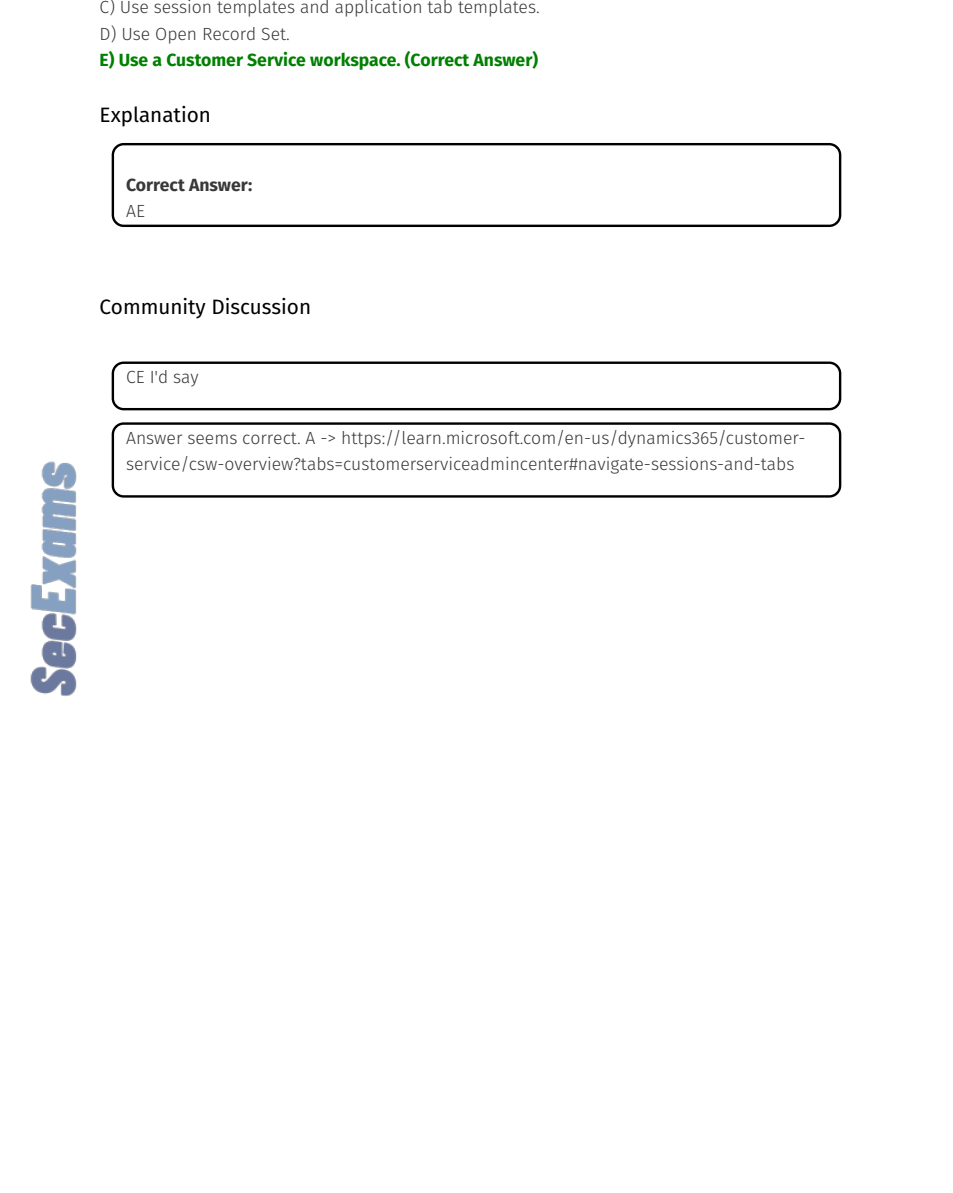 C) Use session templates and application tab templates.
D) Use Open Record Set.
E) Use a Customer Service workspace. (Correct Answer)
Explanation
Correct Answer:
AE
Community Discussion
CE I'd say
Answer seems correct. A -> https://learn.microsoft.com/en-us/dynamics365/customer-
service/csw-overview?tabs=customerserviceadmincenter#navigate-sessions-and-tabs
SecExams